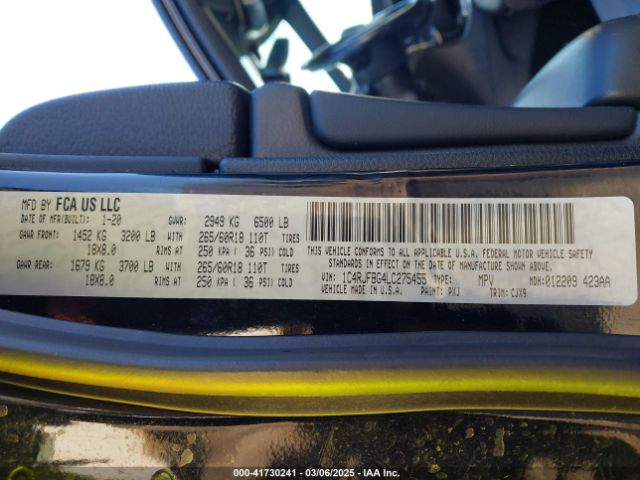 MFD BY FCA US LLC
DATE OF MFR(BUILT): 1-20 GVWR: 2949 KG 6500 LB
GAWR FRONT: 1452 KG 3200 LB WITH 265/60R18 110T TIRES
18X8.0 RIMS AT 250 KPA ( 36 PSI) COLD
GAWR REAR: 1679 KG 3700 LB WITH 265/60R18 110T TIRES
18X8.0 RIMS AT 250 KPA ( 36 PSI) COLD
THIS VEHICLE CONFORMS TO ALL APPLICABLE U.S.A. FEDERAL MOTOR VEHICLE SAFETY
STANDARDS IN EFFECT ON THE DATE OF MANUFACTURE SHOWN ABOVE.
VIN: 1C4RJFBG4LC275455 TYPE: MPV MDH: 012209 423AA
VEHICLE MADE IN U.S.A. PAINT: PXJ TRIM: CJX9
000-41730241 - 03/06/2025 - IAA Inc.